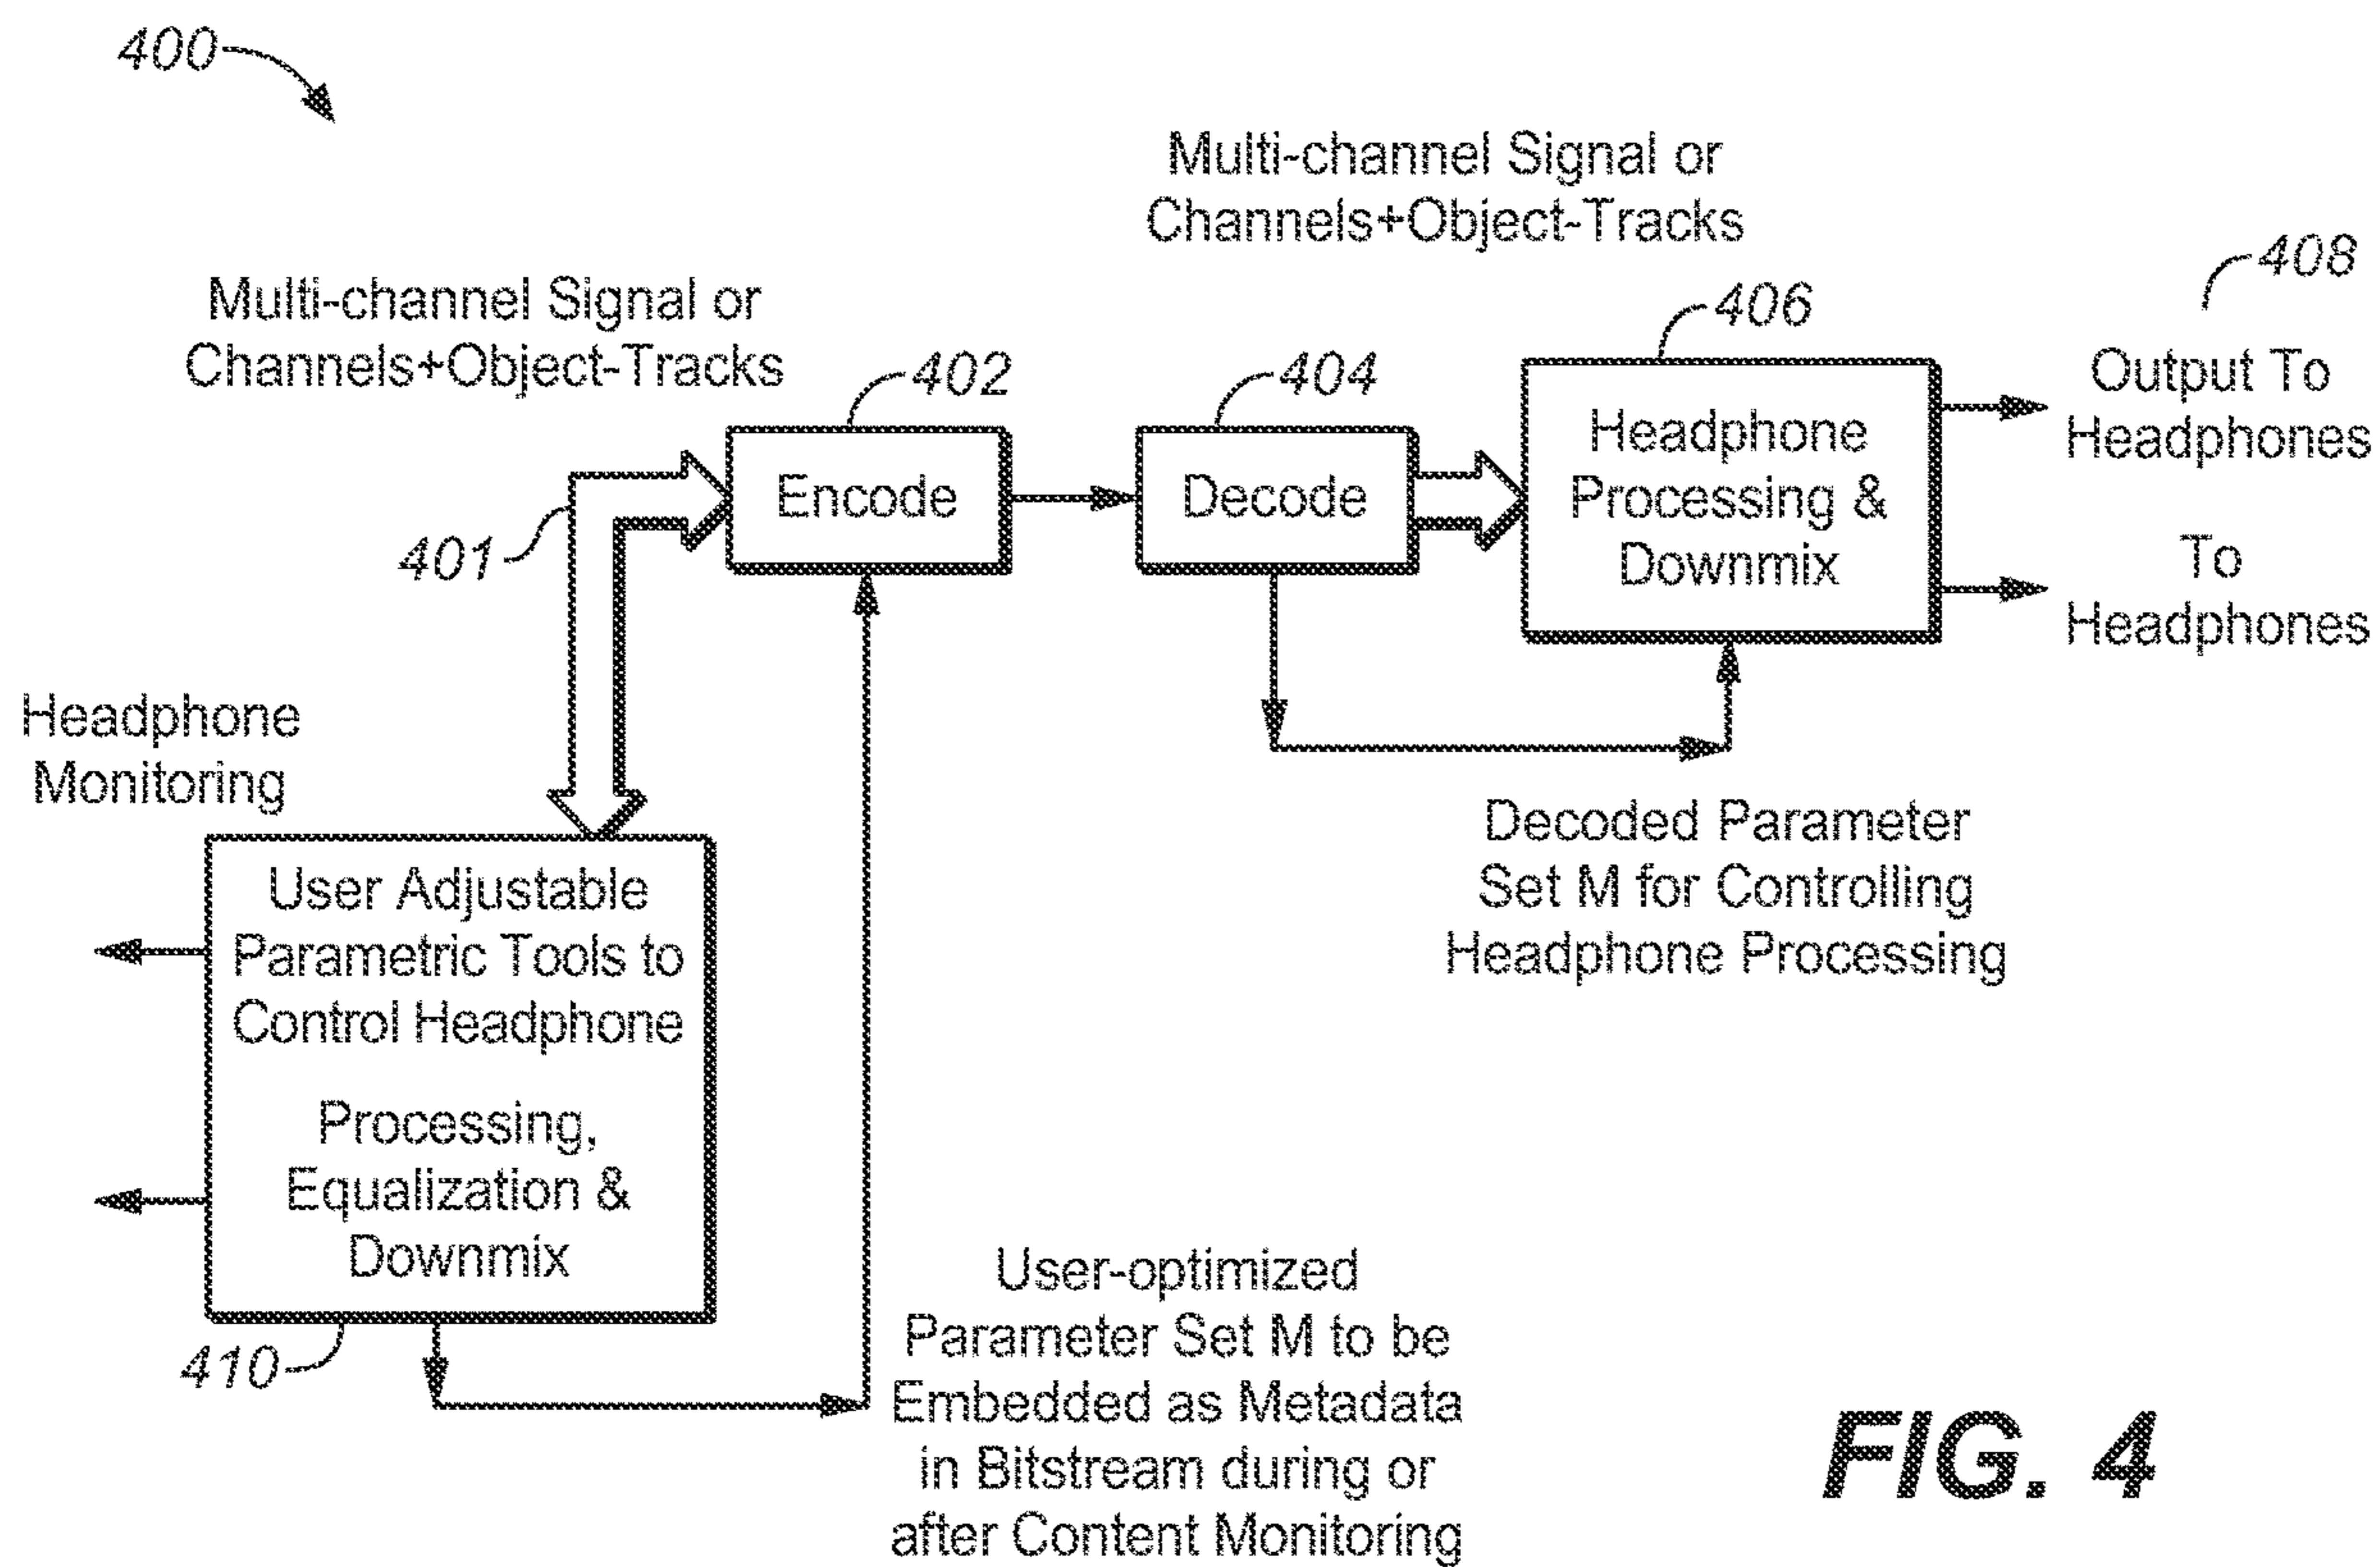 400
Multi-channel Signal or
Channels+Object-Tracks
408
406
Multi-channel Signal or
Channels+Object-Tracks
402
404
Output To
Headphones
Headphone
Processing &
Downmix
Encode
Decode
401
To
Headphones
Headphone
Monitoring
Decoded Parameter
Set M for Controlling
Headphone Processing
User Adjustable
Parametric Tools to
Control Headphone
Processing,
Equalization &
Downmix
410
User-optimized
Parameter Set M to be
Embedded as Metadata
in Bitstream during or
after Content Monitoring
FIG. 4